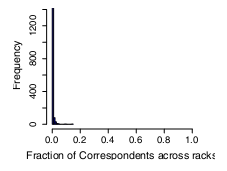 Frequency
0 400 800 1200
0.0 0.2 0.4 0.6 0.8 1.0
Fraction of Correspondents across racks